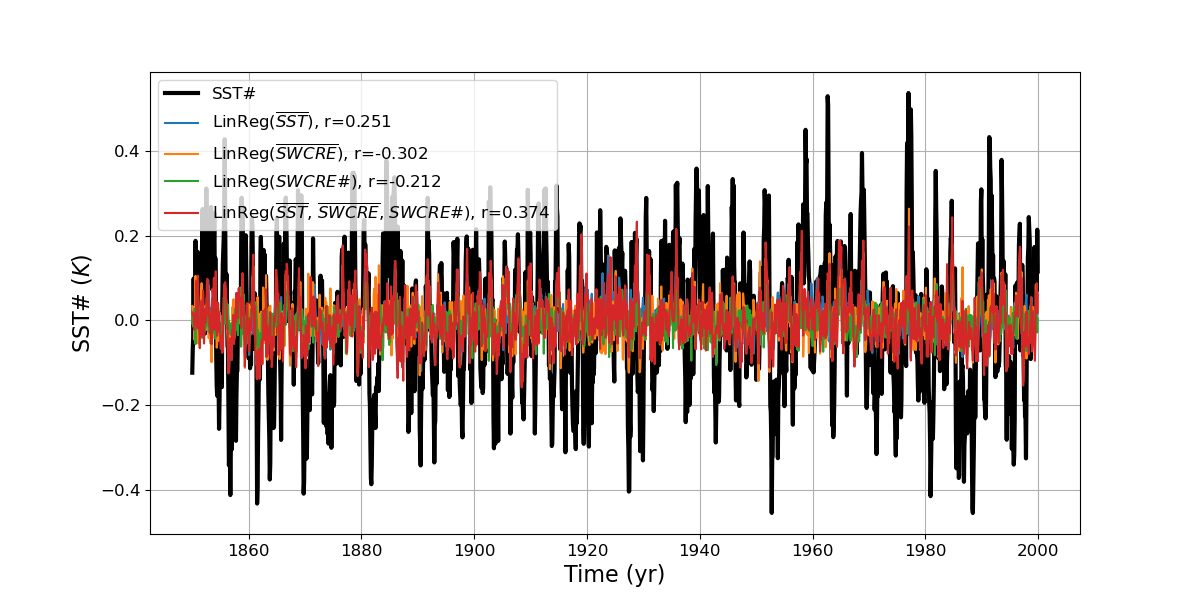 SST#
LinReg(SST), r=0.251
LinReg(SWCRE), r=-0.302
LinReg(SWCRE#), r=-0.212
LinReg(SST, SWCRE, SWCRE#), r=0.374
SST# (K)
0.4
0.2
0.0
−0.2
−0.4
1860 1880 1900 1920 1940 1960 1980 2000
Time (yr)